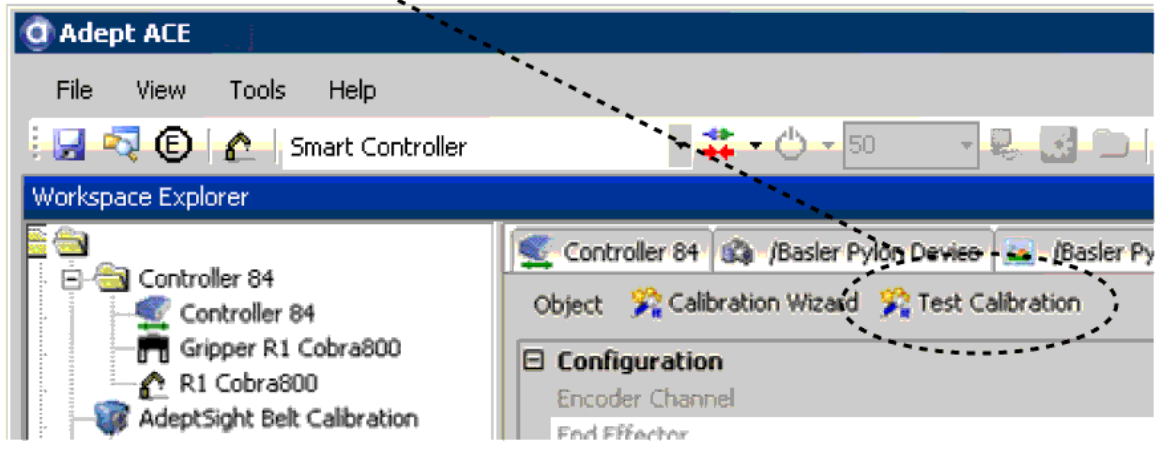 Adept ACE
File View Tools Help
E Smart Controller 50
Workspace Explorer
Controller 84 /Basler Pylon Device /Basler Py
Controller 84
Object Calibration Wizard Test Calibration
Controller 84
Gripper R1 Cobra800
Configuration
R1 Cobra800
Encoder Channel
AdeptSight Belt Calibration
End Effector